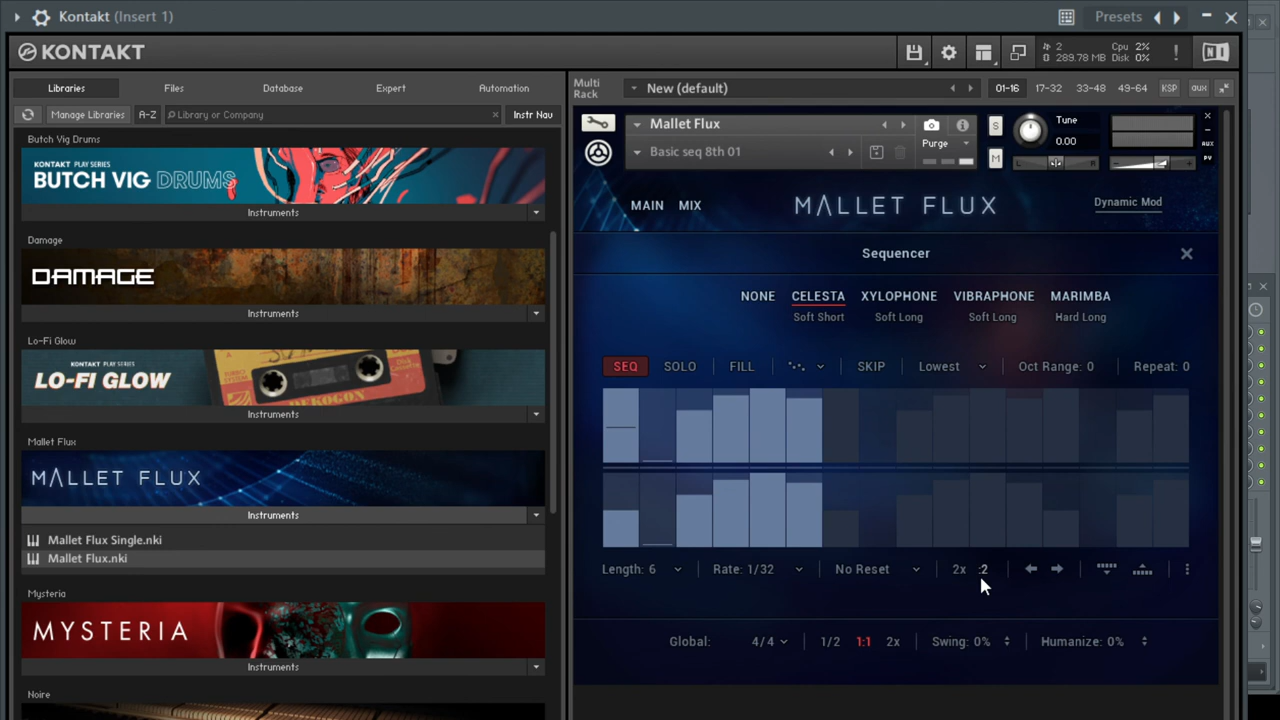 Kontakt (Insert 1)
Presets
KONTAKT
2
289.78 MB
Cpu 2%
Disk 0%
!
Libraries
Files
Database
Expert
Automation
Manage Libraries
A-Z
Library or Company
Instr Nav
Butch Vig Drums
KONTAKT PLAY SERIES
BUTCH VIG DRUMS
Instruments
Damage
DAMAGE
Instruments
Lo-Fi Glow
KONTAKT PLAY SERIES
LO-FI GLOW
Instruments
Mallet Flux
MALLET FLUX
Instruments
Mallet Flux Single.nki
Mallet Flux.nki
Mysteria
MYSTERIA
Instruments
Noire
Multi
Rack
New (default)
01-16
17-32
33-48
49-64
KSP
aux
Mallet Flux
Basic seq 8th 01
Purge
S
M
Tune
0.00
L
R
AUX
PV
MAIN
MIX
MALLET FLUX
Dynamic Mod
Sequencer
NONE
CELESTA
XYLOPHONE
VIBRAPHONE
MARIMBA
Soft Short
Soft Long
Soft Long
Hard Long
SEQ
SOLO
FILL
SKIP
Lowest
Oct Range: 0
Repeat: 0
Length: 6
Rate: 1/32
No Reset
2x
:2
Global:
4/4
1/2
1:1
2x
Swing: 0%
Humanize: 0%